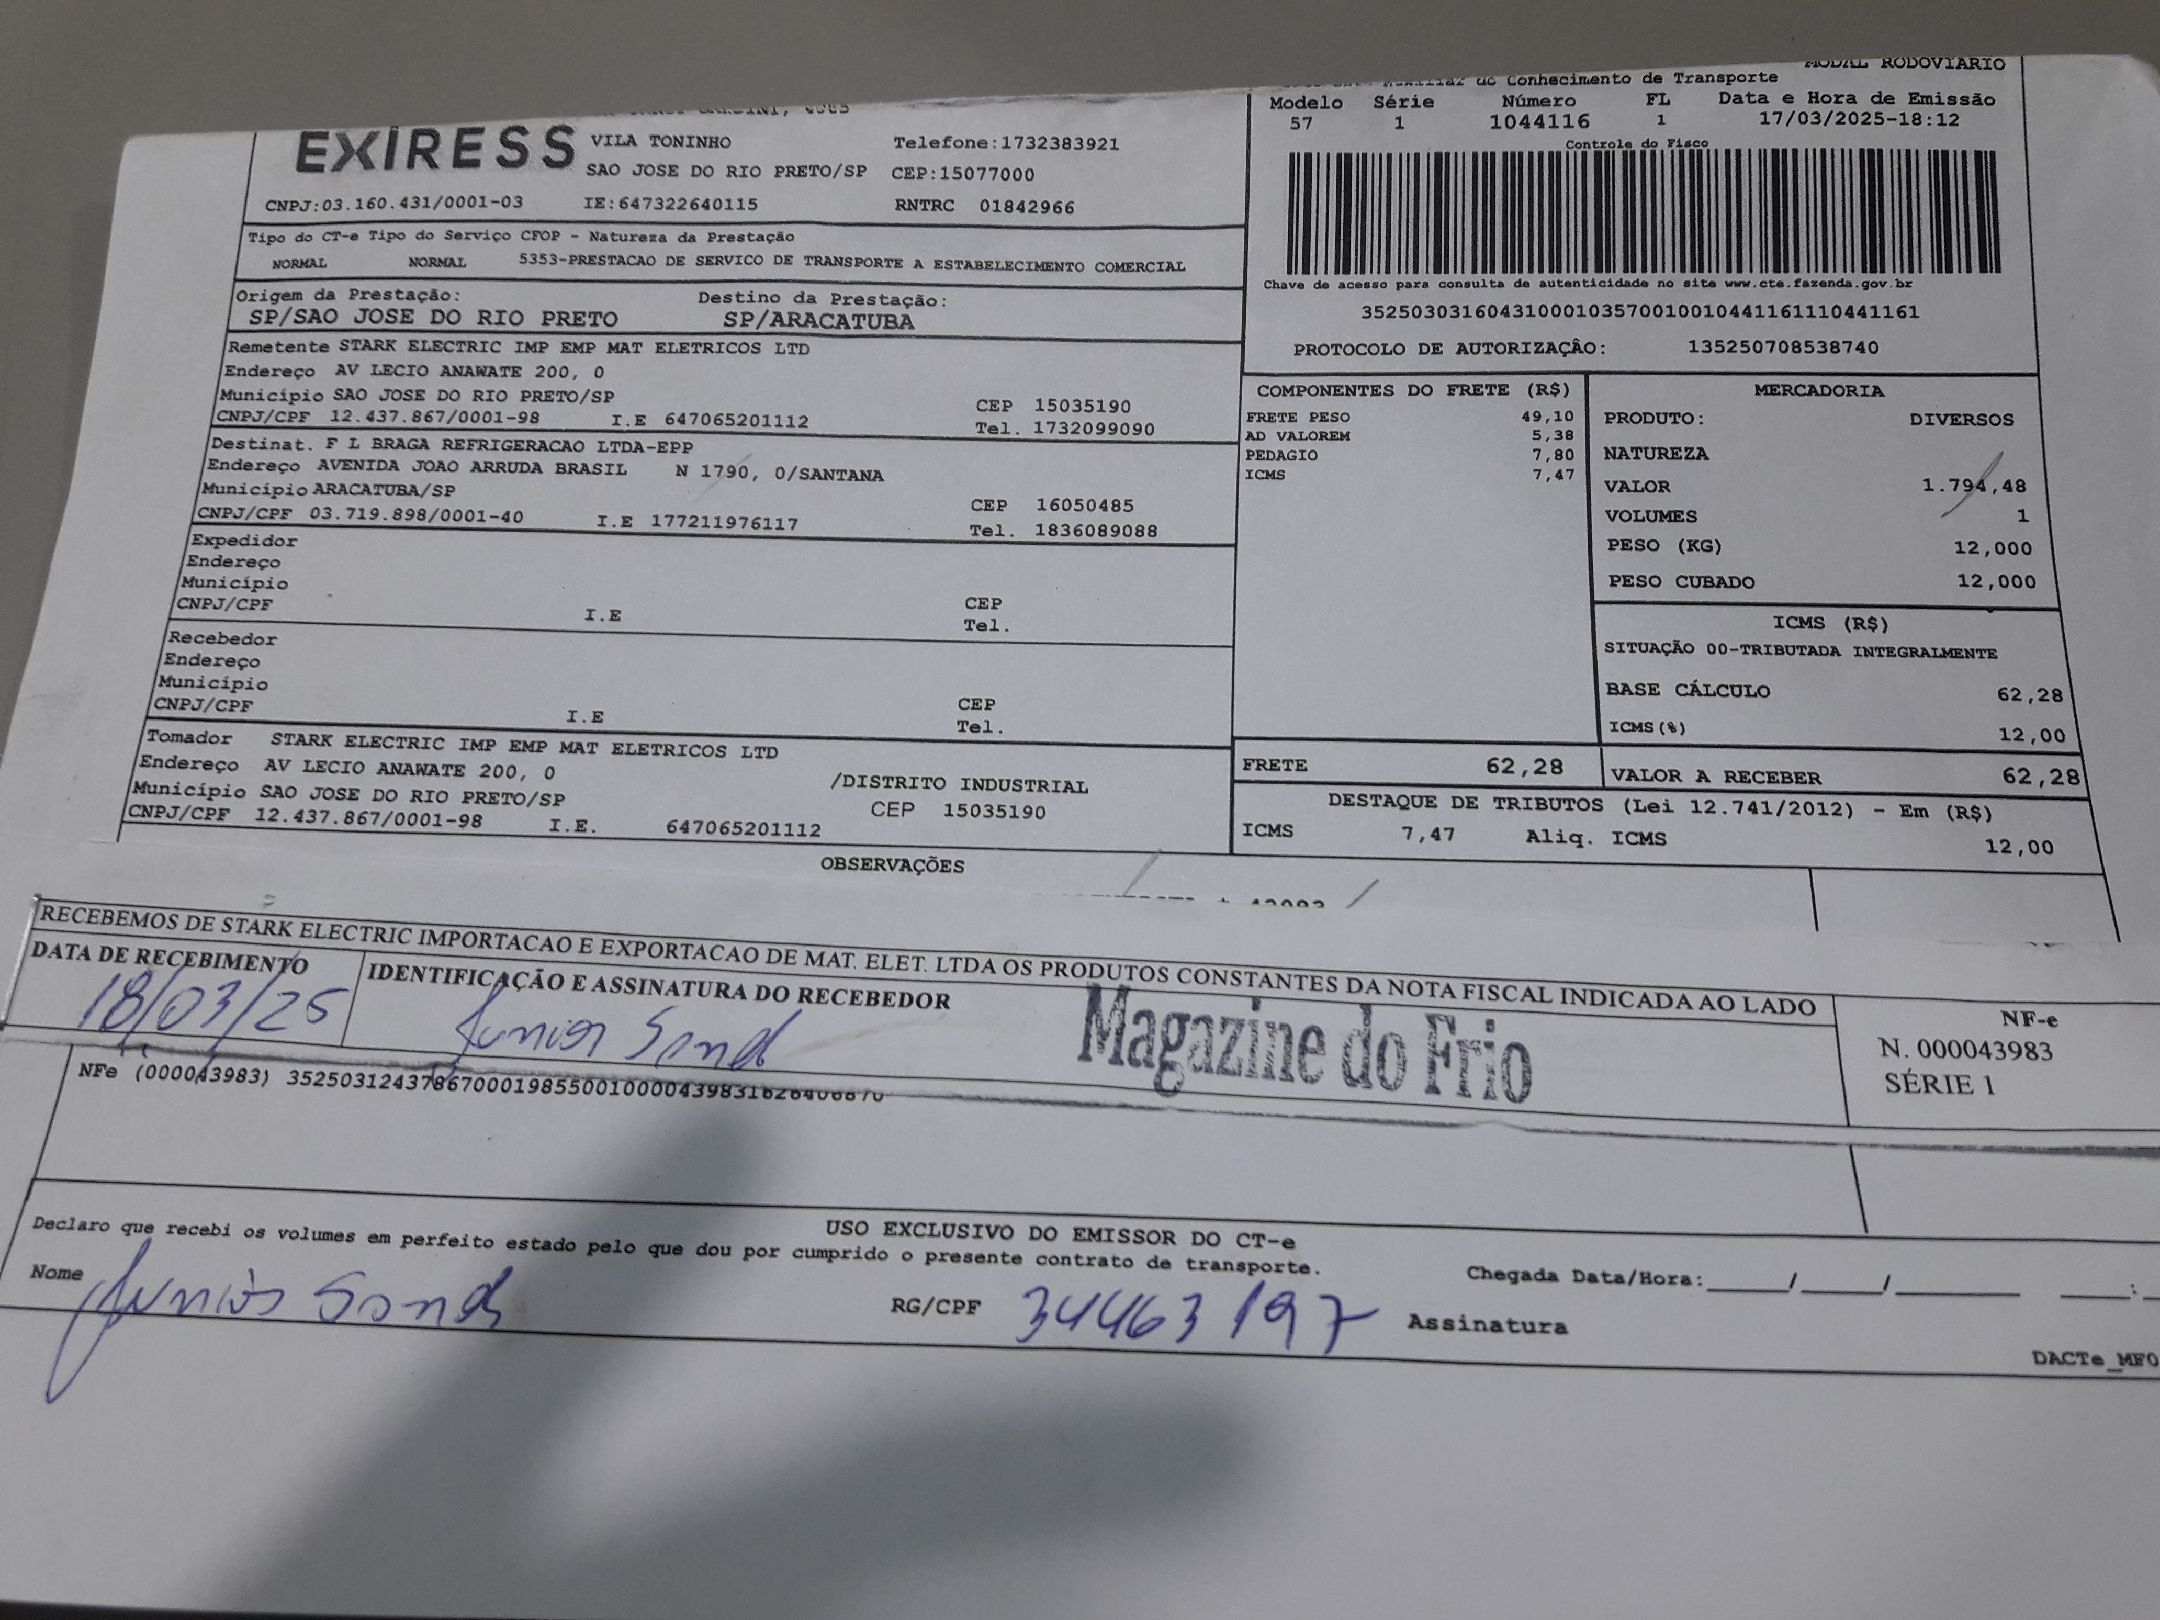 MODAL RODOVIARIO
de Conhecimento de Transporte
Modelo Série Número FL Data e Hora de Emissão
57 1 1044116 1 17/03/2025-18:12
Controle do Fisco
Chave de acesso para consulta de autenticidade no site www.cte.fazenda.gov.br
35250303160431000103570010010441161110441161
PROTOCOLO DE AUTORIZAÇÂO: 135250708538740
EXIRESS
VILA TONINHO Telefone:1732383921
SAO JOSE DO RIO PRETO/SP CEP:15077000
CNPJ:03.160.431/0001-03 IE:647322640115 RNTRC 01842966
Tipo do CT-e Tipo do Serviço CFOP - Natureza da Prestação
NORMAL NORMAL 5353-PRESTACAO DE SERVICO DE TRANSPORTE A ESTABELECIMENTO COMERCIAL
Origem da Prestação: Destino da Prestação:
SP/SAO JOSE DO RIO PRETO SP/ARACATUBA
Remetente STARK ELECTRIC IMP EMP MAT ELETRICOS LTD
Endereço AV LECIO ANAWATE 200, 0
Município SAO JOSE DO RIO PRETO/SP CEP 15035190
CNPJ/CPF 12.437.867/0001-98 I.E 647065201112 Tel. 1732099090
Destinat. F L BRAGA REFRIGERACAO LTDA-EPP
Endereço AVENIDA JOAO ARRUDA BRASIL N 1790, 0/SANTANA
Município ARACATUBA/SP CEP 16050485
CNPJ/CPF 03.719.898/0001-40 I.E 177211976117 Tel. 1836089088
Expedidor
Endereço
Município
CNPJ/CPF I.E CEP
Tel.
Recebedor
Endereço
Município
CNPJ/CPF I.E CEP
Tel.
Tomador STARK ELECTRIC IMP EMP MAT ELETRICOS LTD
Endereço AV LECIO ANAWATE 200, 0 /DISTRITO INDUSTRIAL
Município SAO JOSE DO RIO PRETO/SP CEP 15035190
CNPJ/CPF 12.437.867/0001-98 I.E. 647065201112
COMPONENTES DO FRETE (R$)
FRETE PESO 49,10
AD VALOREM 5,38
PEDAGIO 7,80
ICMS 7,47
MERCADORIA
PRODUTO: DIVERSOS
NATUREZA
VALOR 1.794,48
VOLUMES 1
PESO (KG) 12,000
PESO CUBADO 12,000
ICMS (R$)
SITUAÇÃO 00-TRIBUTADA INTEGRALMENTE
BASE CÁLCULO 62,28
ICMS(%) 12,00
FRETE 62,28 VALOR A RECEBER 62,28
DESTAQUE DE TRIBUTOS (Lei 12.741/2012) - Em (R$)
ICMS 7,47 Aliq. ICMS 12,00
OBSERVAÇÕES
RECEBEMOS DE STARK ELECTRIC IMPORTACAO E EXPORTACAO DE MAT. ELET. LTDA OS PRODUTOS CONSTANTES DA NOTA FISCAL INDICADA AO LADO
DATA DE RECEBIMENTO IDENTIFICAÇÃO E ASSINATURA DO RECEBEDOR
18/03/25 Junior
Magazine do Frio
NF-e
N. 000043983
SÉRIE 1
NFe (000043983) 35250312437867000198550010000439831626406870
USO EXCLUSIVO DO EMISSOR DO CT-e
Declaro que recebi os volumes em perfeito estado pelo que dou por cumprido o presente contrato de transporte.
Nome Junior RG/CPF 34463197 Chegada Data/Hora:_____/_____/_______ ____:
Assinatura
DACTe_MF0